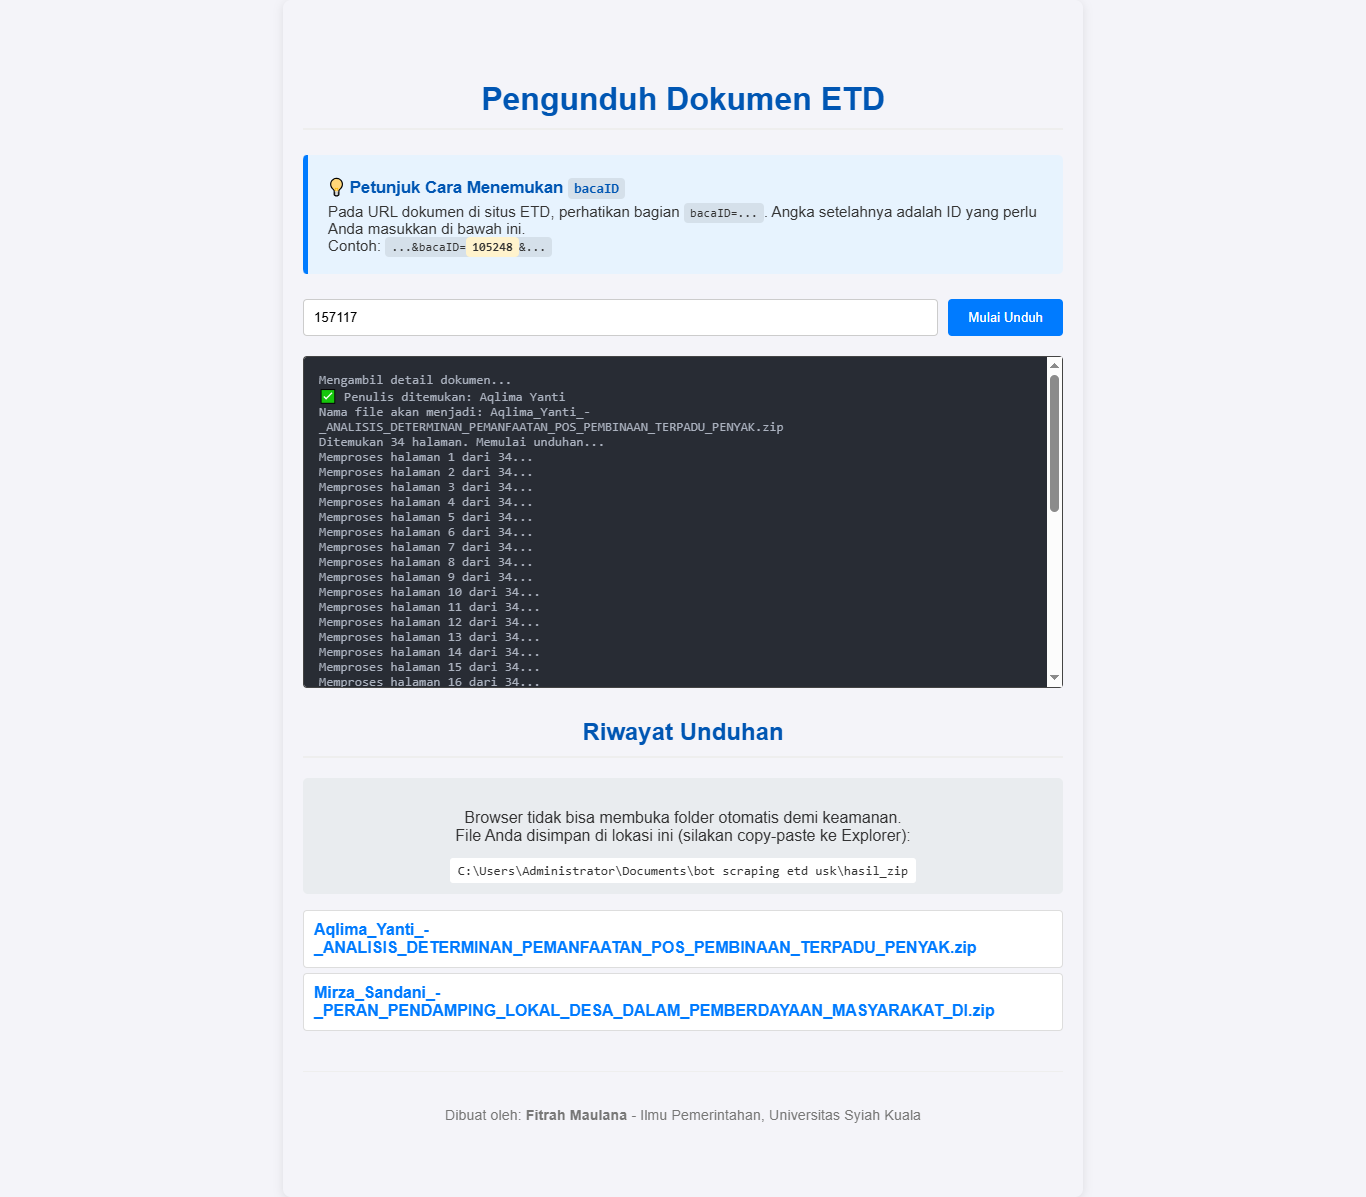 Pengunduh Dokumen ETD
💡 Petunjuk Cara Menemukan bacaID
Pada URL dokumen di situs ETD, perhatikan bagian bacaID=.... Angka setelahnya adalah ID yang perlu
Anda masukkan di bawah ini.
Contoh: ...&bacaID=105248&...
157117
Mulai Unduh
Mengambil detail dokumen...
✅ Penulis ditemukan: Aqlima Yanti
Nama file akan menjadi: Aqlima_Yanti_-
_ANALISIS_DETERMINAN_PEMANFAATAN_POS_PEMBINAAN_TERPADU_PENYAK.zip
Ditemukan 34 halaman. Memulai unduhan...
Memproses halaman 1 dari 34...
Memproses halaman 2 dari 34...
Memproses halaman 3 dari 34...
Memproses halaman 4 dari 34...
Memproses halaman 5 dari 34...
Memproses halaman 6 dari 34...
Memproses halaman 7 dari 34...
Memproses halaman 8 dari 34...
Memproses halaman 9 dari 34...
Memproses halaman 10 dari 34...
Memproses halaman 11 dari 34...
Memproses halaman 12 dari 34...
Memproses halaman 13 dari 34...
Memproses halaman 14 dari 34...
Memproses halaman 15 dari 34...
Memproses halaman 16 dari 34...
Riwayat Unduhan
Browser tidak bisa membuka folder otomatis demi keamanan.
File Anda disimpan di lokasi ini (silakan copy-paste ke Explorer):
C:\Users\Administrator\Documents\bot scraping etd usk\hasil_zip
Aqlima_Yanti_-
_ANALISIS_DETERMINAN_PEMANFAATAN_POS_PEMBINAAN_TERPADU_PENYAK.zip
Mirza_Sandani_-
_PERAN_PENDAMPING_LOKAL_DESA_DALAM_PEMBERDAYAAN_MASYARAKAT_DI.zip
Dibuat oleh: Fitrah Maulana - Ilmu Pemerintahan, Universitas Syiah Kuala